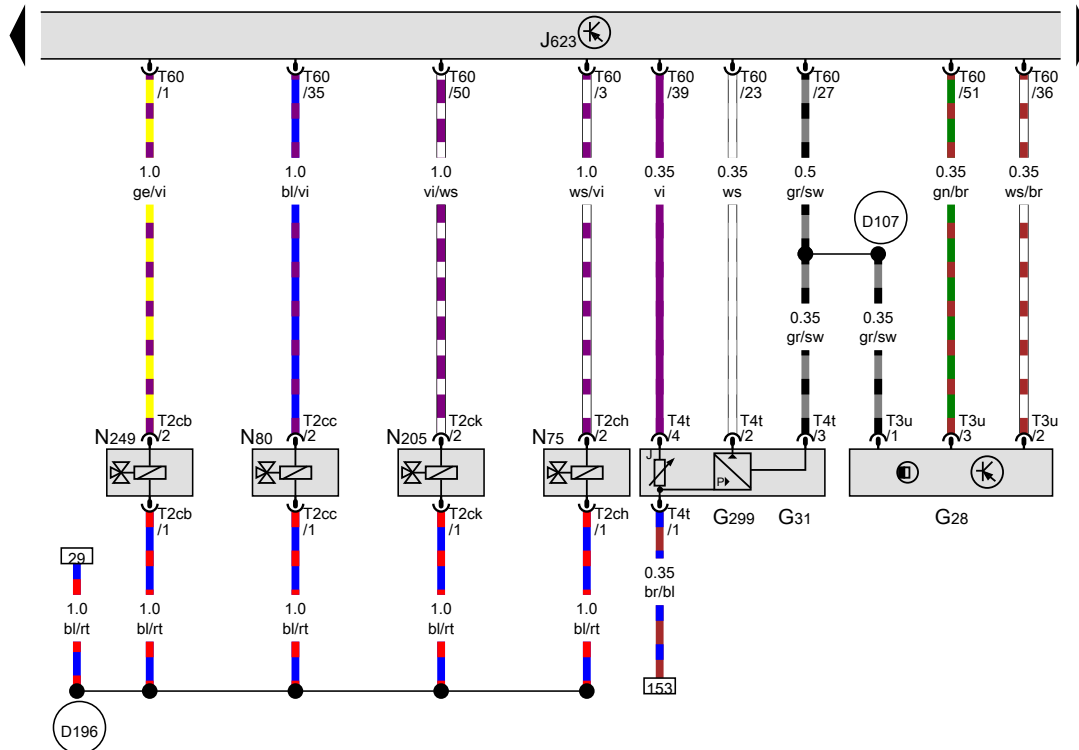 J623
T60 T60 T60 T60 T60 T60 T60 T60 T60
/1 /35 /50 /3 /39 /23 /27 /51 /36
1.0 1.0 1.0 1.0 0.35 0.35 0.5 0.35 0.35
ge/vi bl/vi vi/ws ws/vi vi ws gr/sw gn/br ws/br
D107
0.35 0.35
gr/sw gr/sw
T2cb T2cc T2ck T2ch T4t T4t T4t T3u T3u T3u
N249 /2 N80 /2 N205 /2 N75 /2 /4 /2 /3 /1 /3 /2
J
P
T2cb T2cc T2ck T2ch T4t G299 G31 G28
/1 /1 /1 /1 /1
29
0.35
br/bl
1.0 1.0 1.0 1.0 1.0
bl/rt bl/rt bl/rt bl/rt bl/rt
153
D196